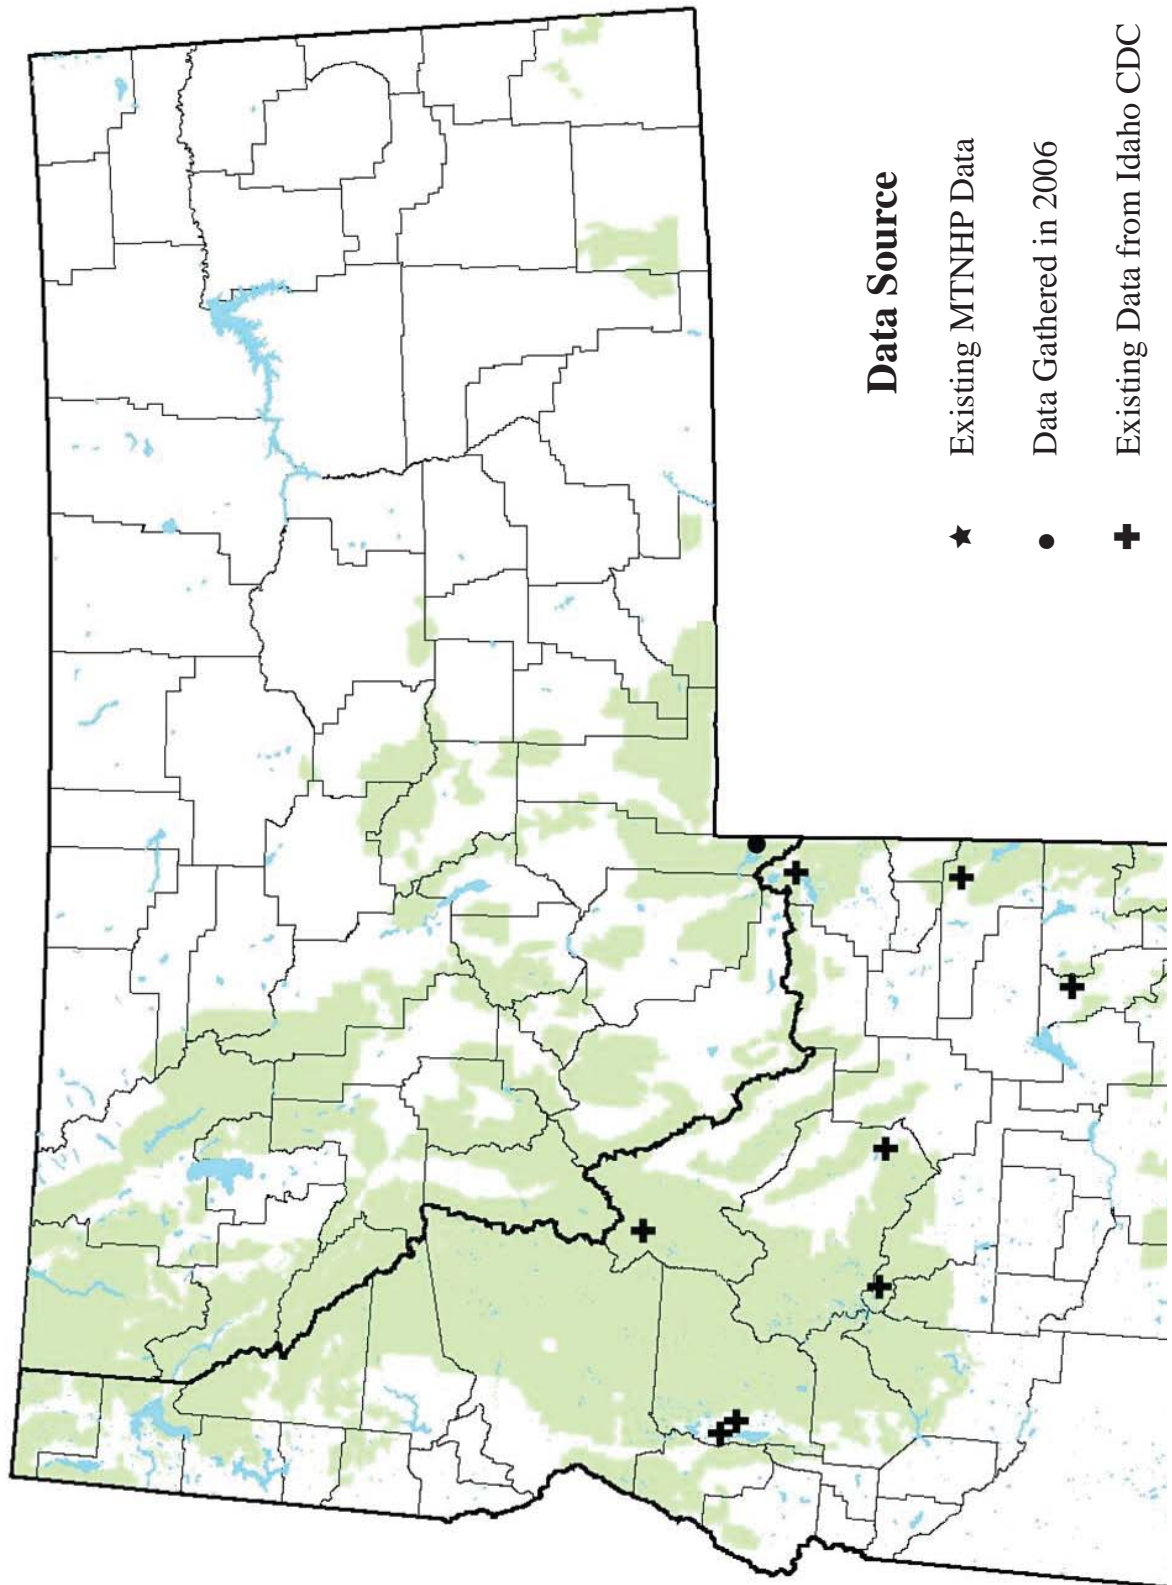 Data Source
Existing MTNHP Data
Data Gathered in 2006
Existing Data from Idaho CDC